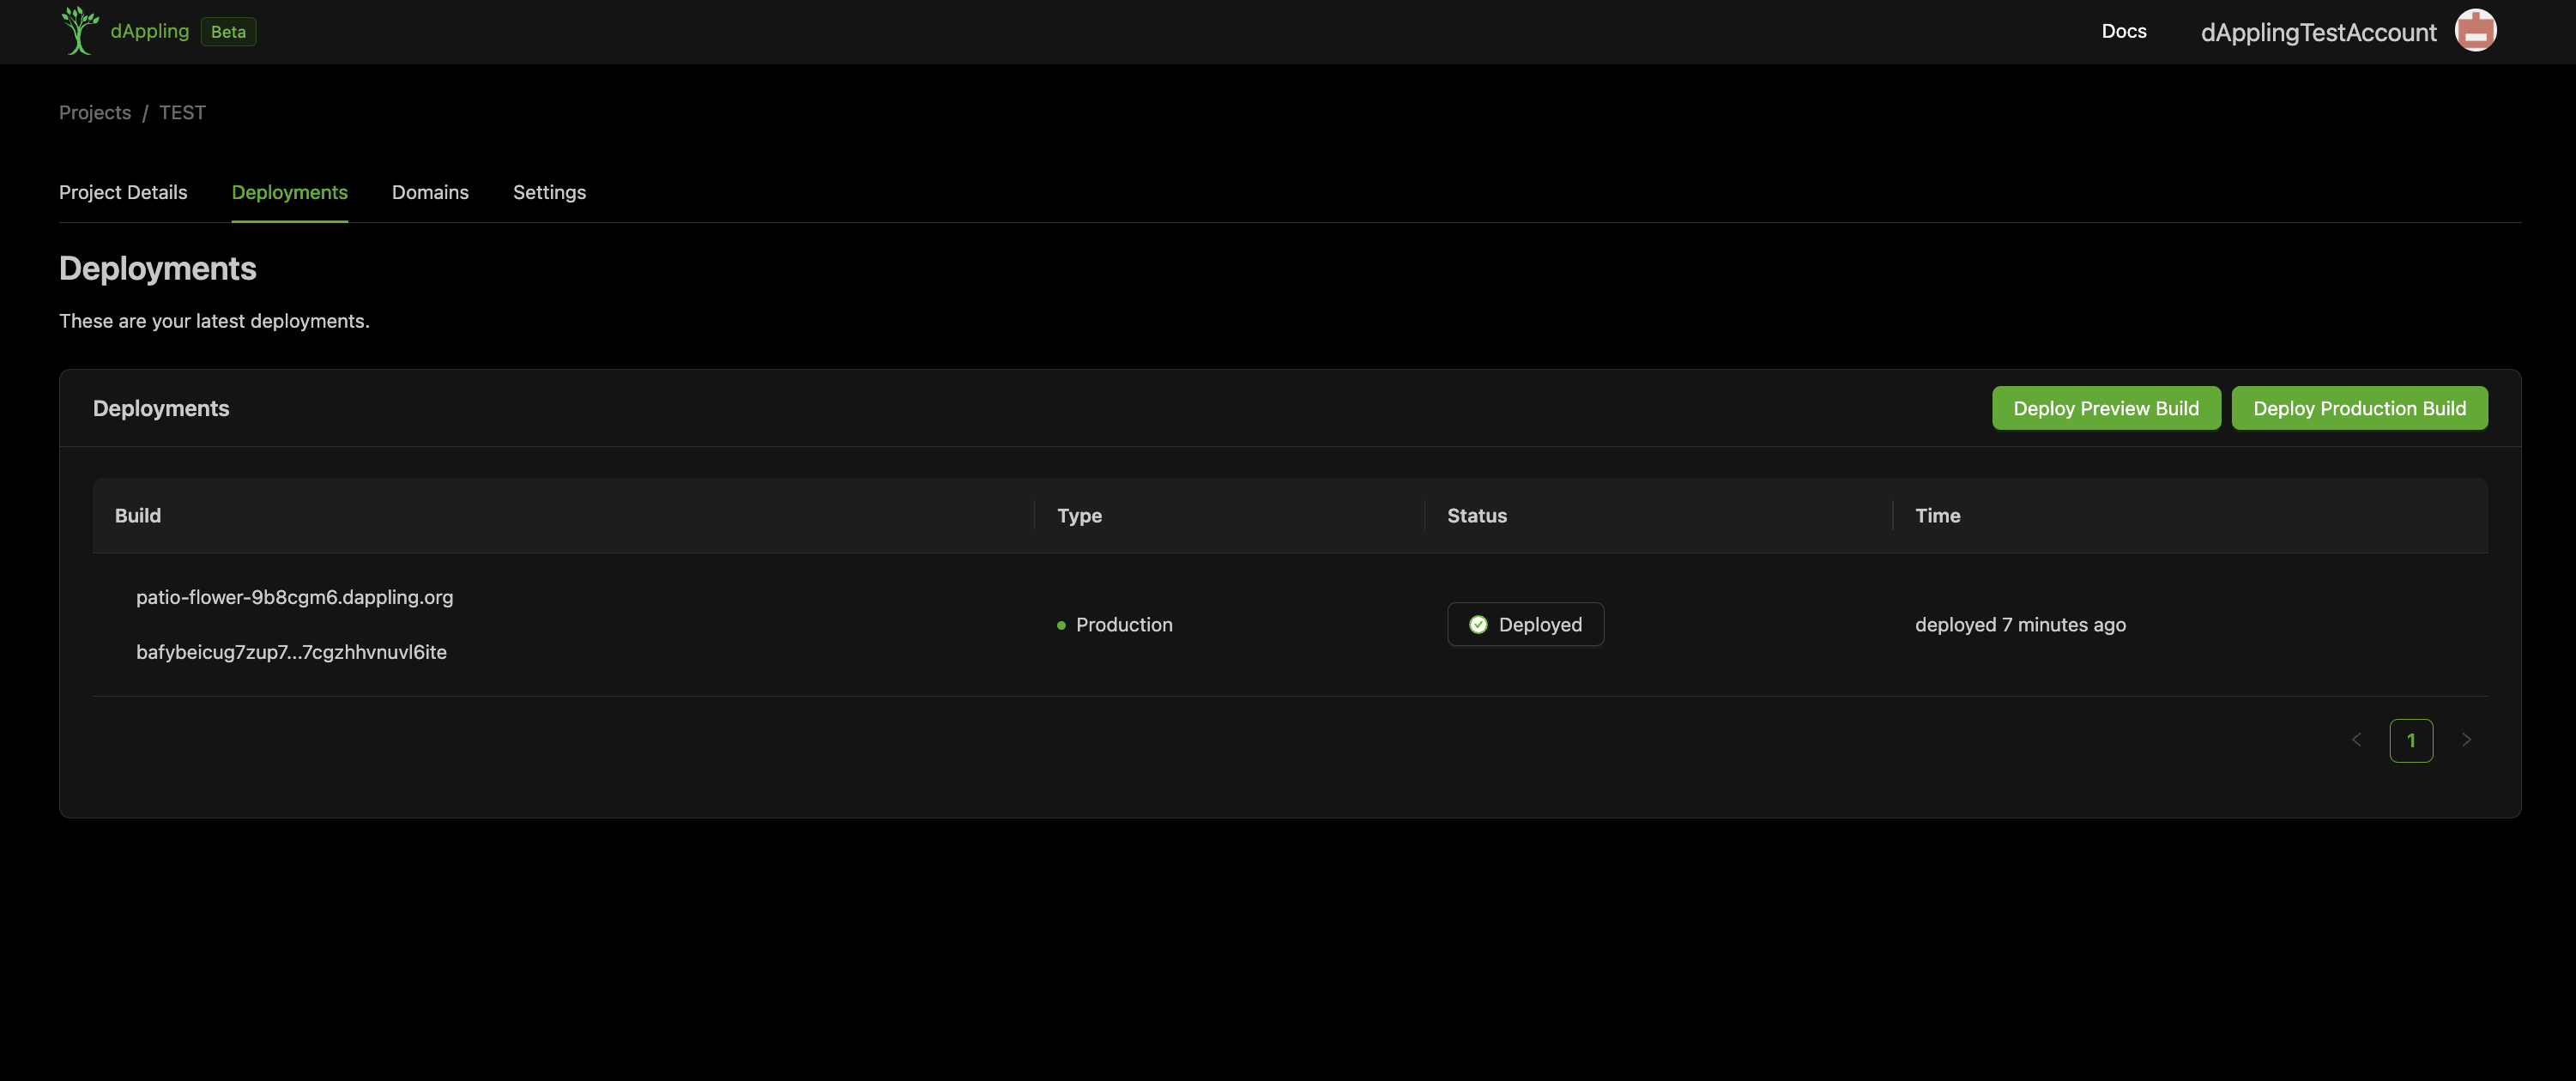 dAppling Beta Docs dApplingTestAccount
Projects / TEST
Project Details Deployments Domains Settings
Deployments
These are your latest deployments.
Deployments Deploy Preview Build Deploy Production Build
Build Type Status Time
patio-flower-9b8cgm6.dappling.org
Production Deployed deployed 7 minutes ago
bafybeicug7zup7...7cgzhhvnuvl6ite
1